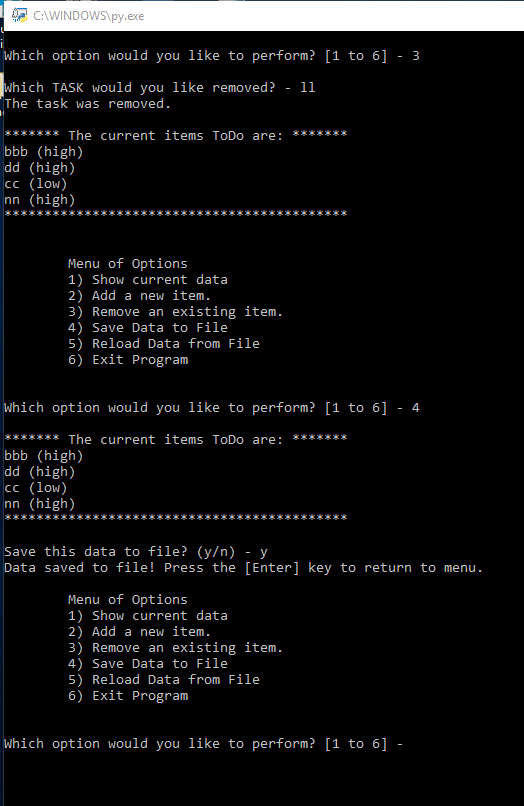 C:\WINDOWS\py.exe
Which option would you like to perform? [1 to 6] - 3
Which TASK would you like removed? - ll
The task was removed.
******* The current items ToDo are: *******
bbb (high)
dd (high)
cc (low)
nn (high)
*******************************************
Menu of Options
1) Show current data
2) Add a new item.
3) Remove an existing item.
4) Save Data to File
5) Reload Data from File
6) Exit Program
Which option would you like to perform? [1 to 6] - 4
******* The current items ToDo are: *******
bbb (high)
dd (high)
cc (low)
nn (high)
*******************************************
Save this data to file? (y/n) - y
Data saved to file! Press the [Enter] key to return to menu.
Menu of Options
1) Show current data
2) Add a new item.
3) Remove an existing item.
4) Save Data to File
5) Reload Data from File
6) Exit Program
Which option would you like to perform? [1 to 6] -